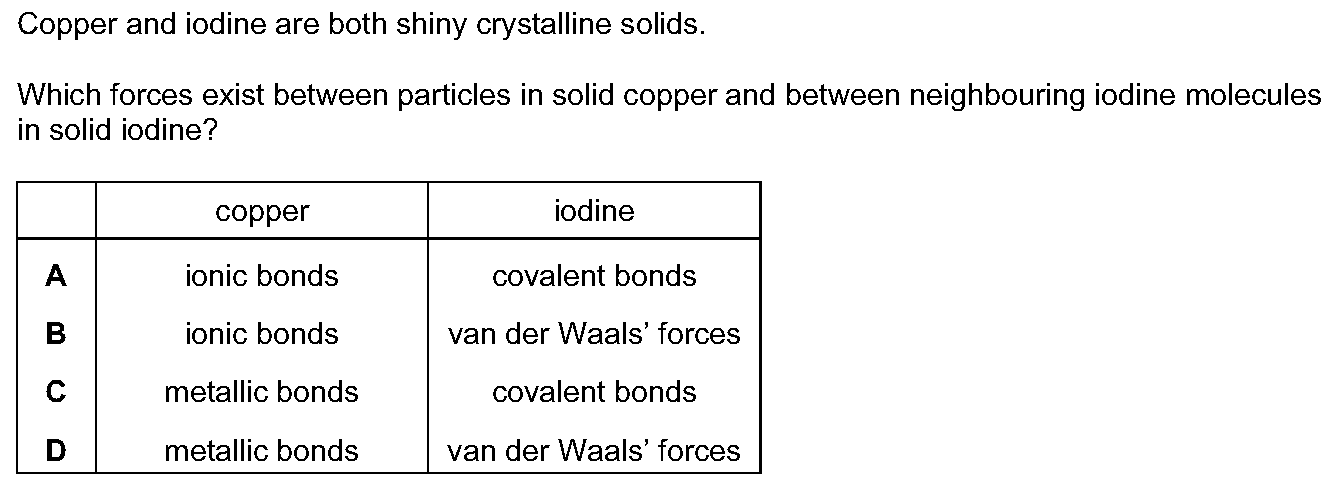 Copper and iodine are both shiny crystalline solids.
Which forces exist between particles in solid copper and between neighbouring iodine molecules
in solid iodine?
copper iodine
A ionic bonds covalent bonds
B ionic bonds van der Waals’ forces
C metallic bonds covalent bonds
D metallic bonds van der Waals’ forces